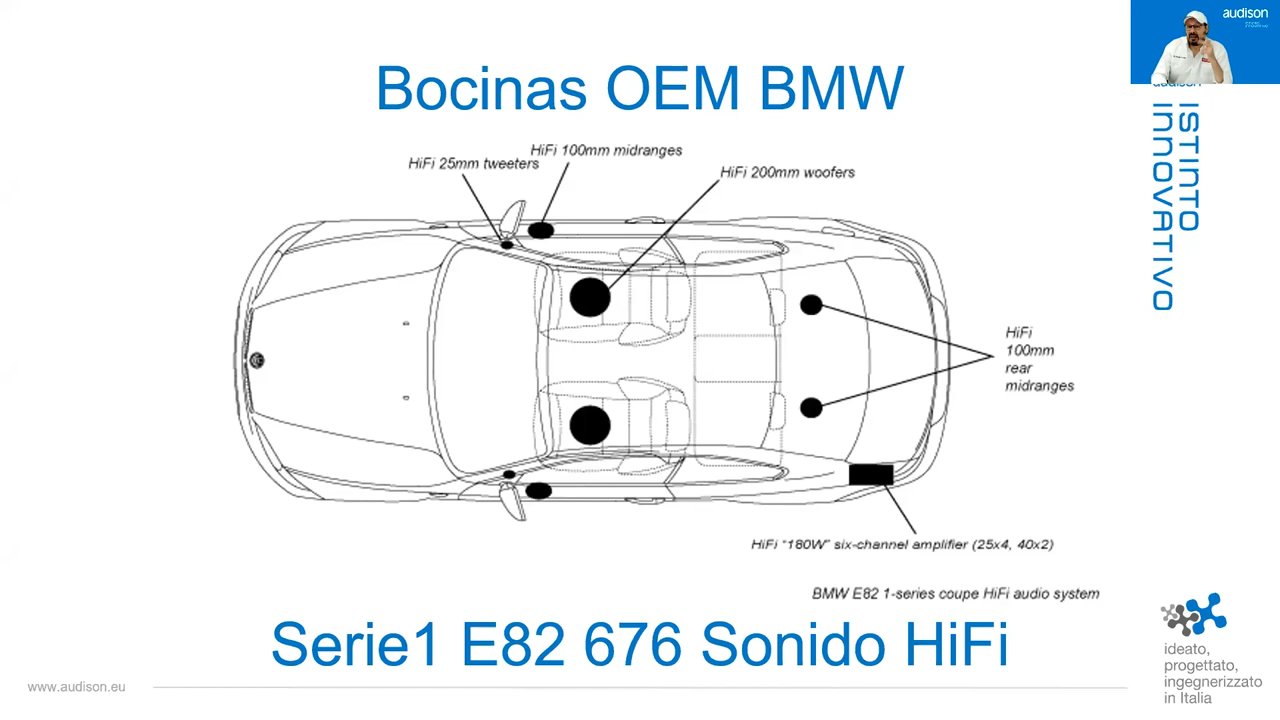 audison
Bocinas OEM BMW
HiFi 100mm midranges
HiFi 25mm tweeters
HiFi 200mm woofers
ISTINTO
INNOVATIVO
HiFi
100mm
rear
midranges
HiFi “180W” six-channel amplifier (25x4, 40x2)
BMW E82 1-series coupe HiFi audio system
Serie1 E82 676 Sonido HiFi
www.audison.eu
ideato,
progettato,
ingegnerizzato
in Italia